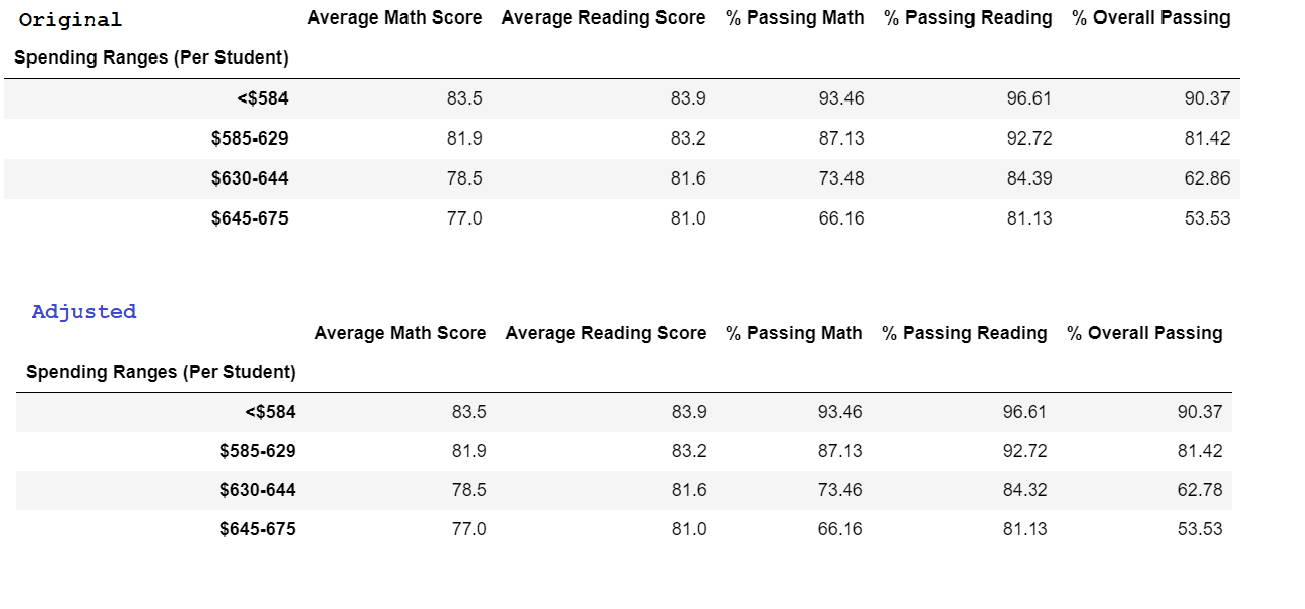 Original Average Math Score Average Reading Score % Passing Math % Passing Reading % Overall Passing
Spending Ranges (Per Student)
<$584 83.5 83.9 93.46 96.61 90.37
$585-629 81.9 83.2 87.13 92.72 81.42
$630-644 78.5 81.6 73.48 84.39 62.86
$645-675 77.0 81.0 66.16 81.13 53.53
Adjusted
Average Math Score Average Reading Score % Passing Math % Passing Reading % Overall Passing
Spending Ranges (Per Student)
<$584 83.5 83.9 93.46 96.61 90.37
$585-629 81.9 83.2 87.13 92.72 81.42
$630-644 78.5 81.6 73.46 84.32 62.78
$645-675 77.0 81.0 66.16 81.13 53.53